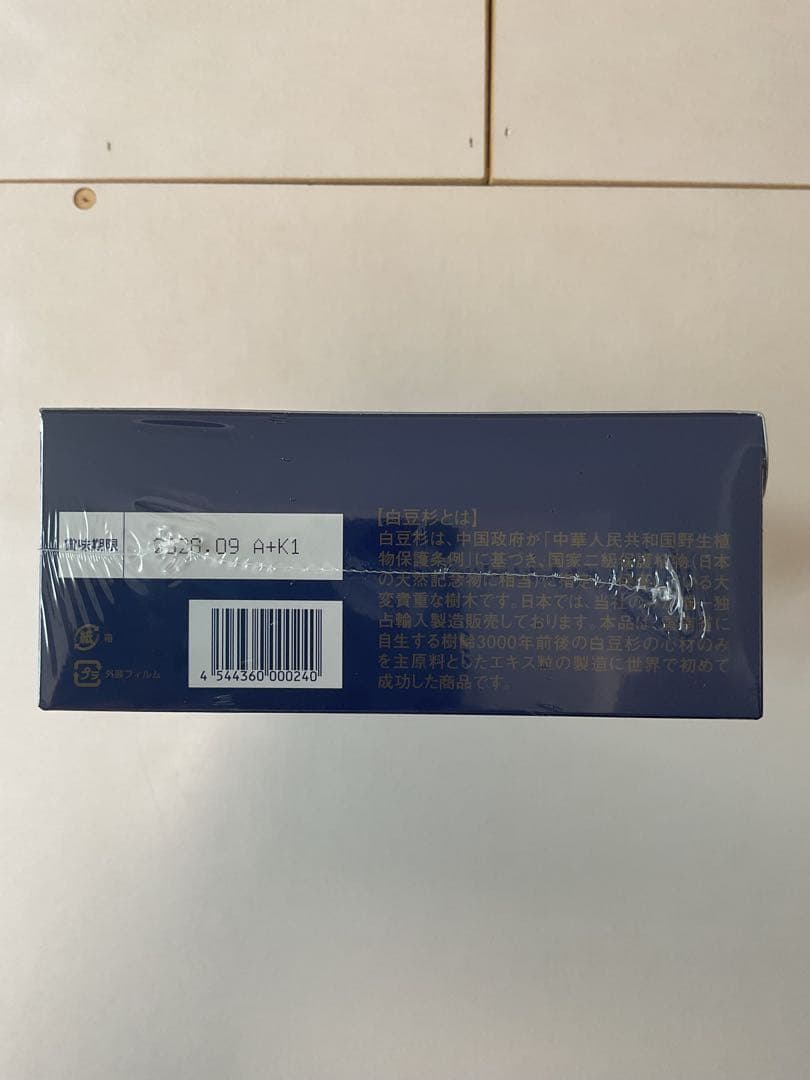 賞味期限
2028.09 A+K1
紙 箱
プラ 外装フィルム
4 544360 000240
【白豆杉とは】
白豆杉は、中国政府が「中華人民共和国野生植
物保護条例」に基づき、国家二級保護植物(日本
の天然記念物に相当)に指定 る大
変貴重な樹木です。日本では、当社の 独
占輸入製造販売しております。本品は、 に
自生する樹齢3000年前後の白豆杉の心材のみ
を主原料としたエキス粒の製造に世界で初めて
成功した商品です。